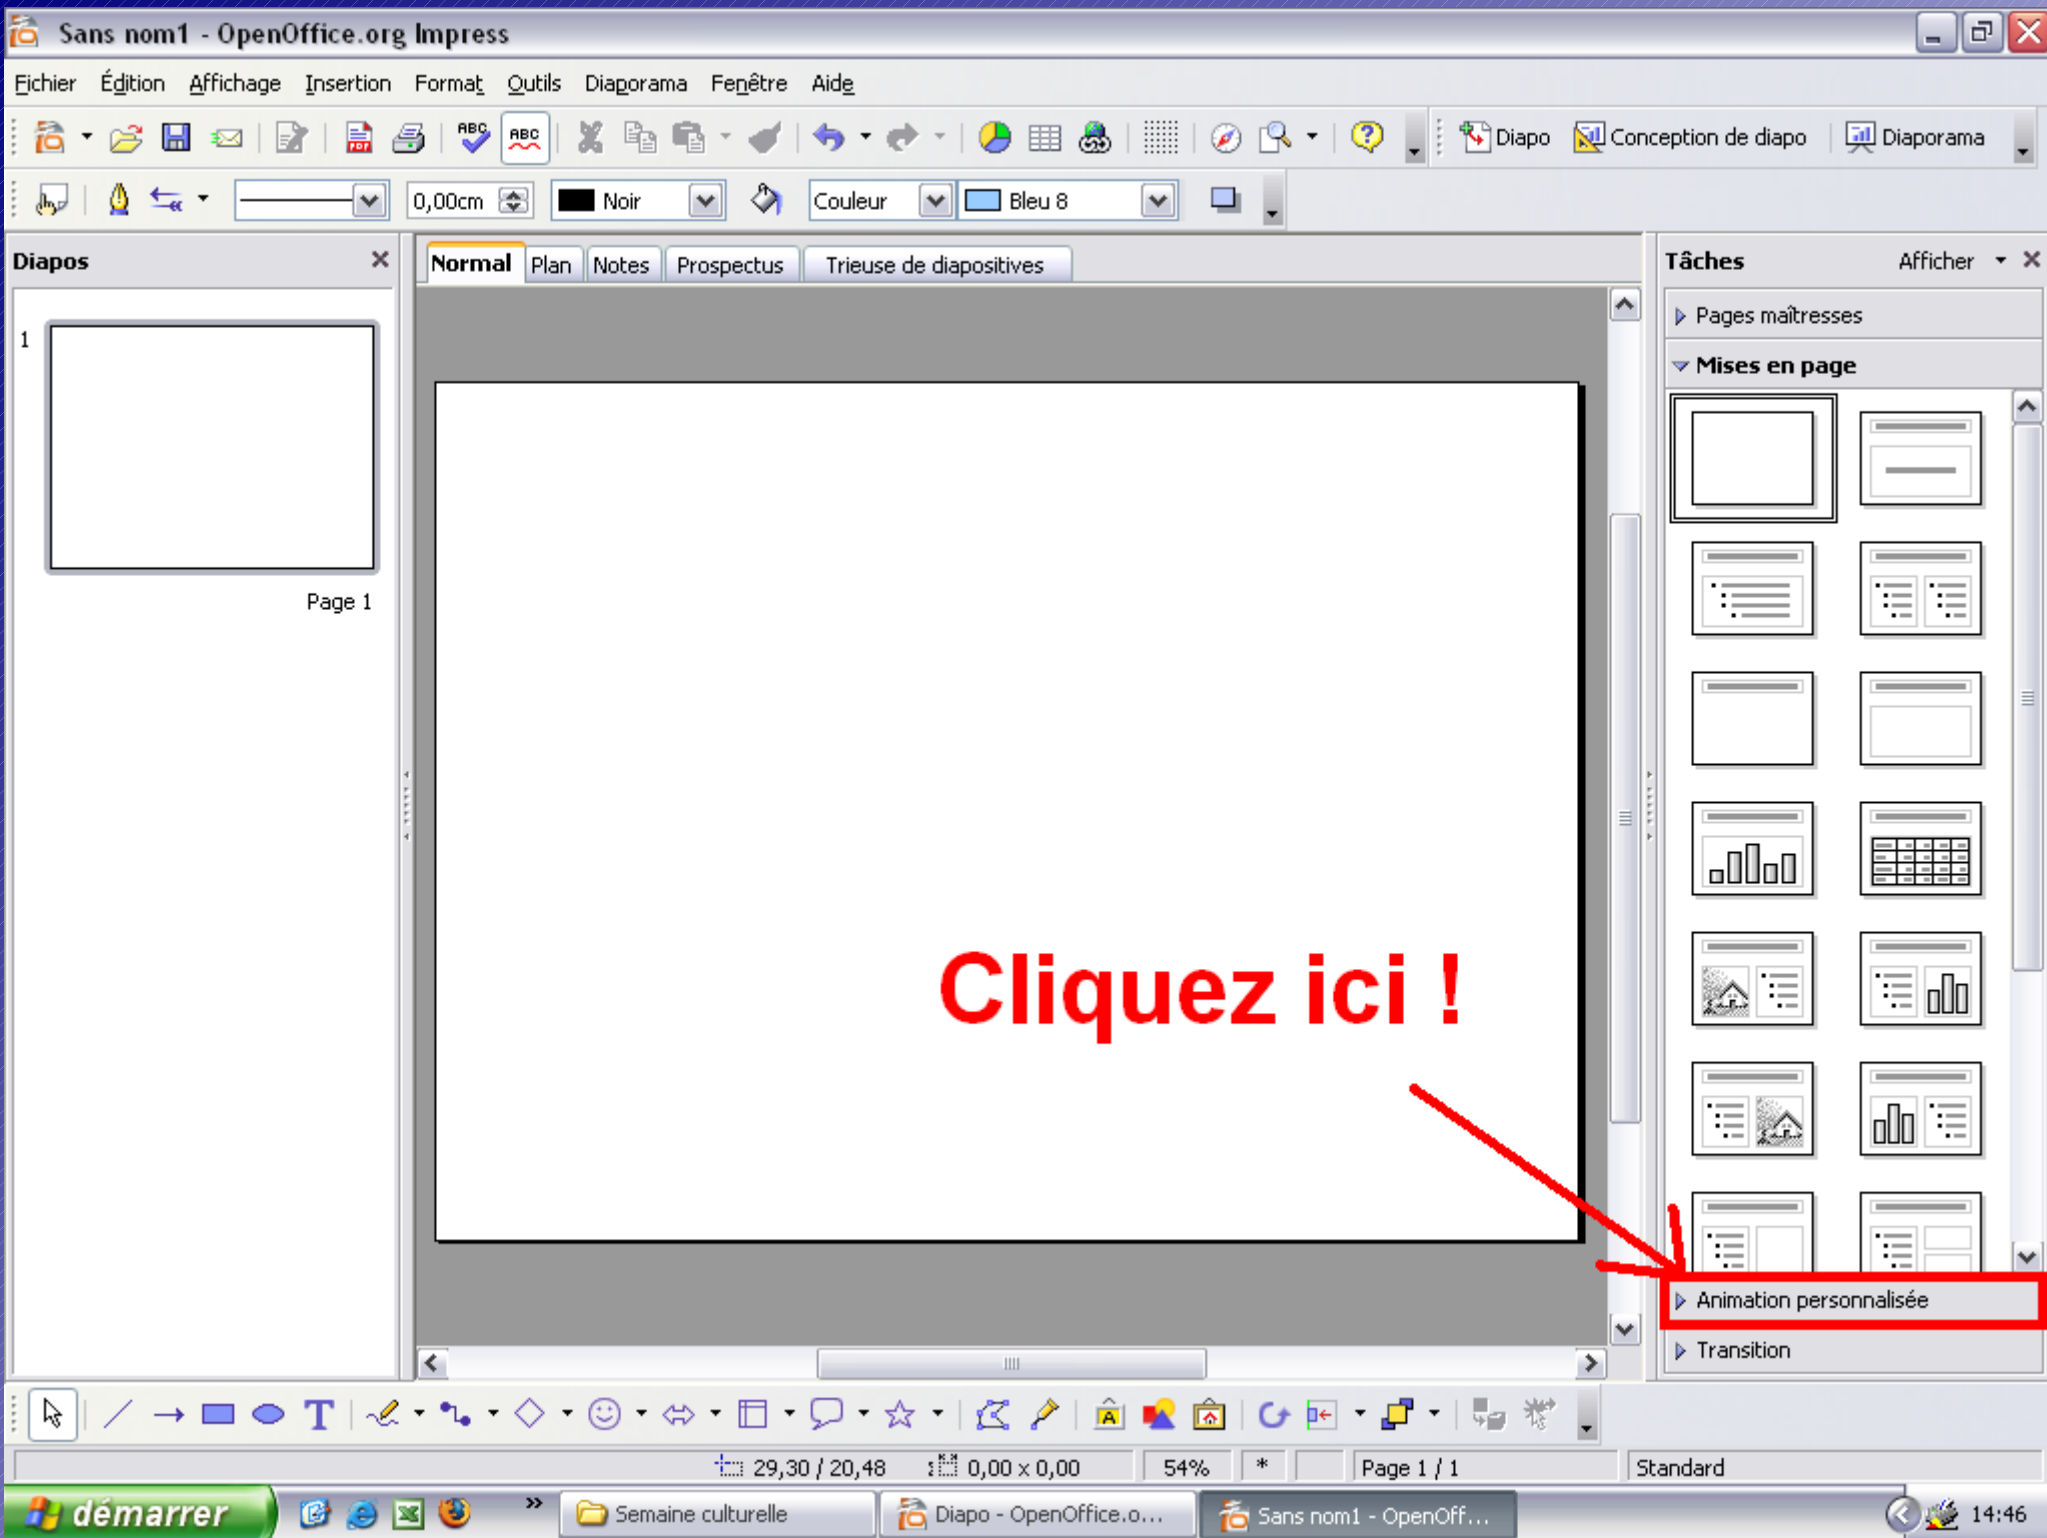 Sans nom1 - OpenOffice.org Impress
Fichier Édition Affichage Insertion Format Outils Diaporama Fenêtre Aide
ABC ABC PDF Diapo Conception de diapo Diaporama
0,00cm Noir Couleur Bleu 8
Diapos
Normal Plan Notes Prospectus Trieuse de diapositives
Tâches Afficher
Pages maîtresses
Mises en page
1
Page 1
Cliquez ici !
Animation personnalisée
Transition
T A
29,30 / 20,48 0,00 x 0,00 54% * Page 1 / 1 Standard
démarrer » Semaine culturelle Diapo - OpenOffice.o... Sans nom1 - OpenOff... 14:46